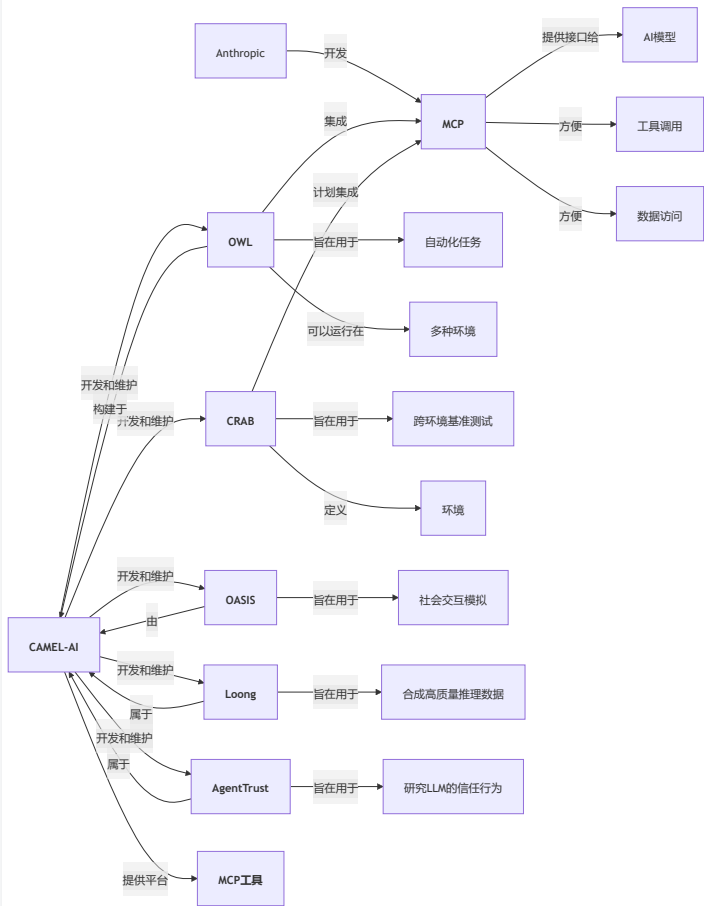 Anthropic
开发
MCP
提供接口给
AI模型
方便
工具调用
方便
数据访问
集成
计划集成
OWL
旨在用于
自动化任务
可以运行在
多种环境
开发和维护
构建于
开发和维护
CRAB
旨在用于
跨环境基准测试
定义
环境
开发和维护
OASIS
旨在用于
社会交互模拟
由
CAMEL-AI
开发和维护
Loong
旨在用于
合成高质量推理数据
属于
开发和维护
属于
AgentTrust
旨在用于
研究LLM的信任行为
提供平台
MCP工具